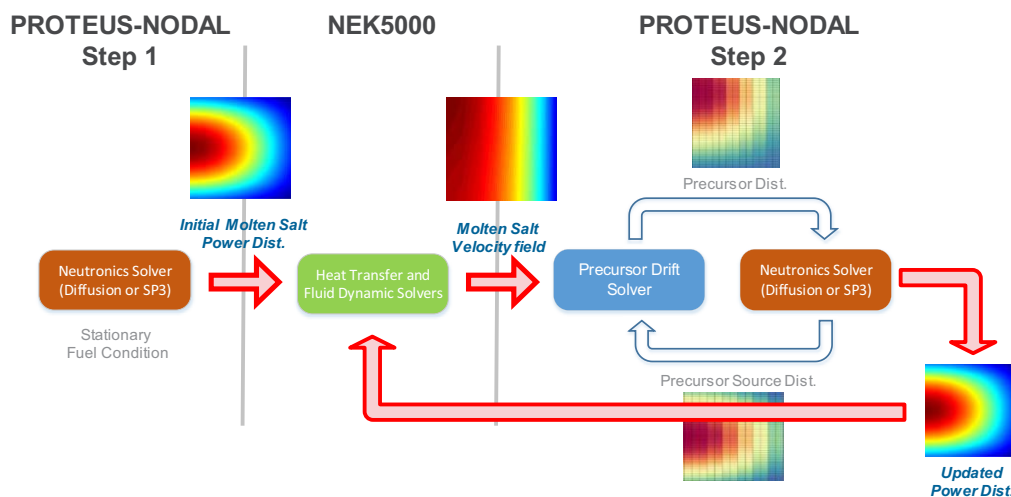 PROTEUS-NODAL
Step 1
NEK5000
PROTEUS-NODAL
Step 2
Precursor Dist.
Initial Molten Salt
Power Dist.
Molten Salt
Velocity field
Neutronics Solver
(Diffusion or SP3)
Heat Transfer and
Fluid Dynamic Solvers
Precursor Drift
Solver
Neutronics Solver
(Diffusion or SP3)
Stationary
Fuel Condition
Precursor Source Dist.
Updated
Power Dist.